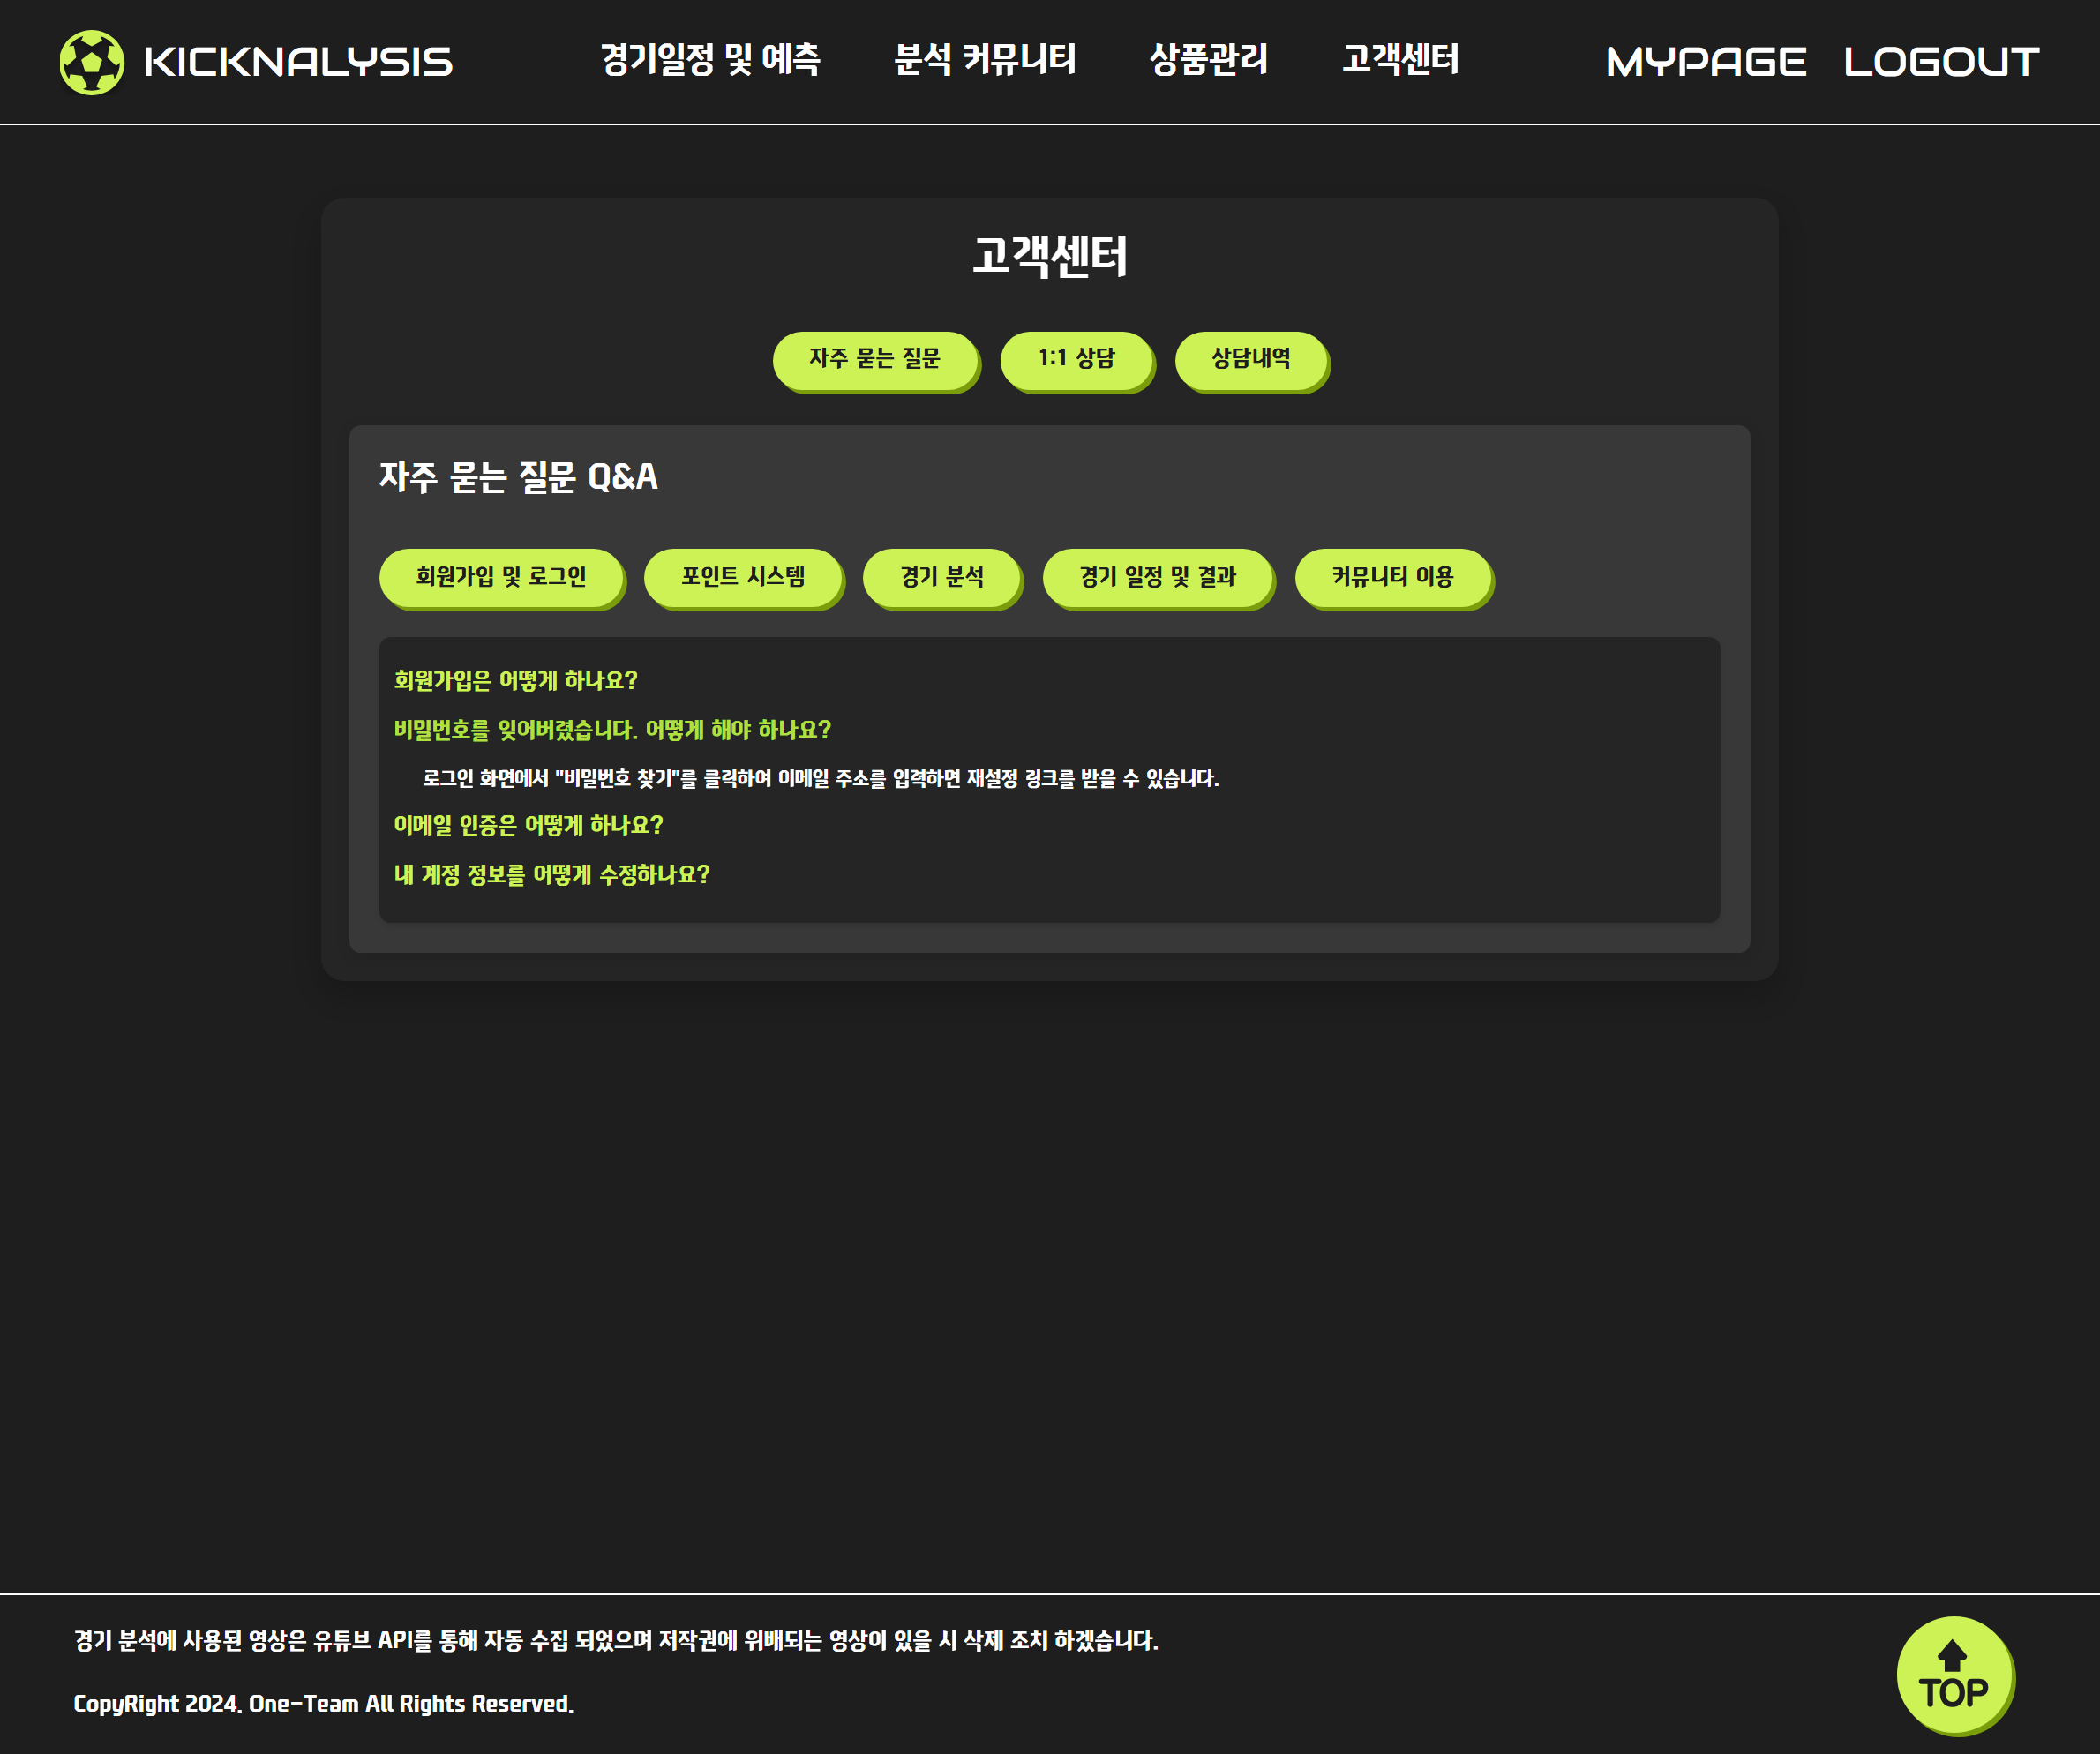 KICKNALYSIS 경기일정 및 예측 분석 커뮤니티 상품관리 고객센터 MYPAGE LOGOUT
고객센터
자주 묻는 질문 1:1 상담 상담내역
자주 묻는 질문 Q&A
회원가입 및 로그인 포인트 시스템 경기 분석 경기 일정 및 결과 커뮤니티 이용
회원가입은 어떻게 하나요?
비밀번호를 잊어버렸습니다. 어떻게 해야 하나요?
로그인 화면에서 "비밀번호 찾기"를 클릭하여 이메일 주소를 입력하면 재설정 링크를 받을 수 있습니다.
이메일 인증은 어떻게 하나요?
내 계정 정보를 어떻게 수정하나요?
경기 분석에 사용된 영상은 유튜브 API를 통해 자동 수집 되었으며 저작권에 위배되는 영상이 있을 시 삭제 조치 하겠습니다.
CopyRight 2024. One-Team All Rights Reserved.
TOP